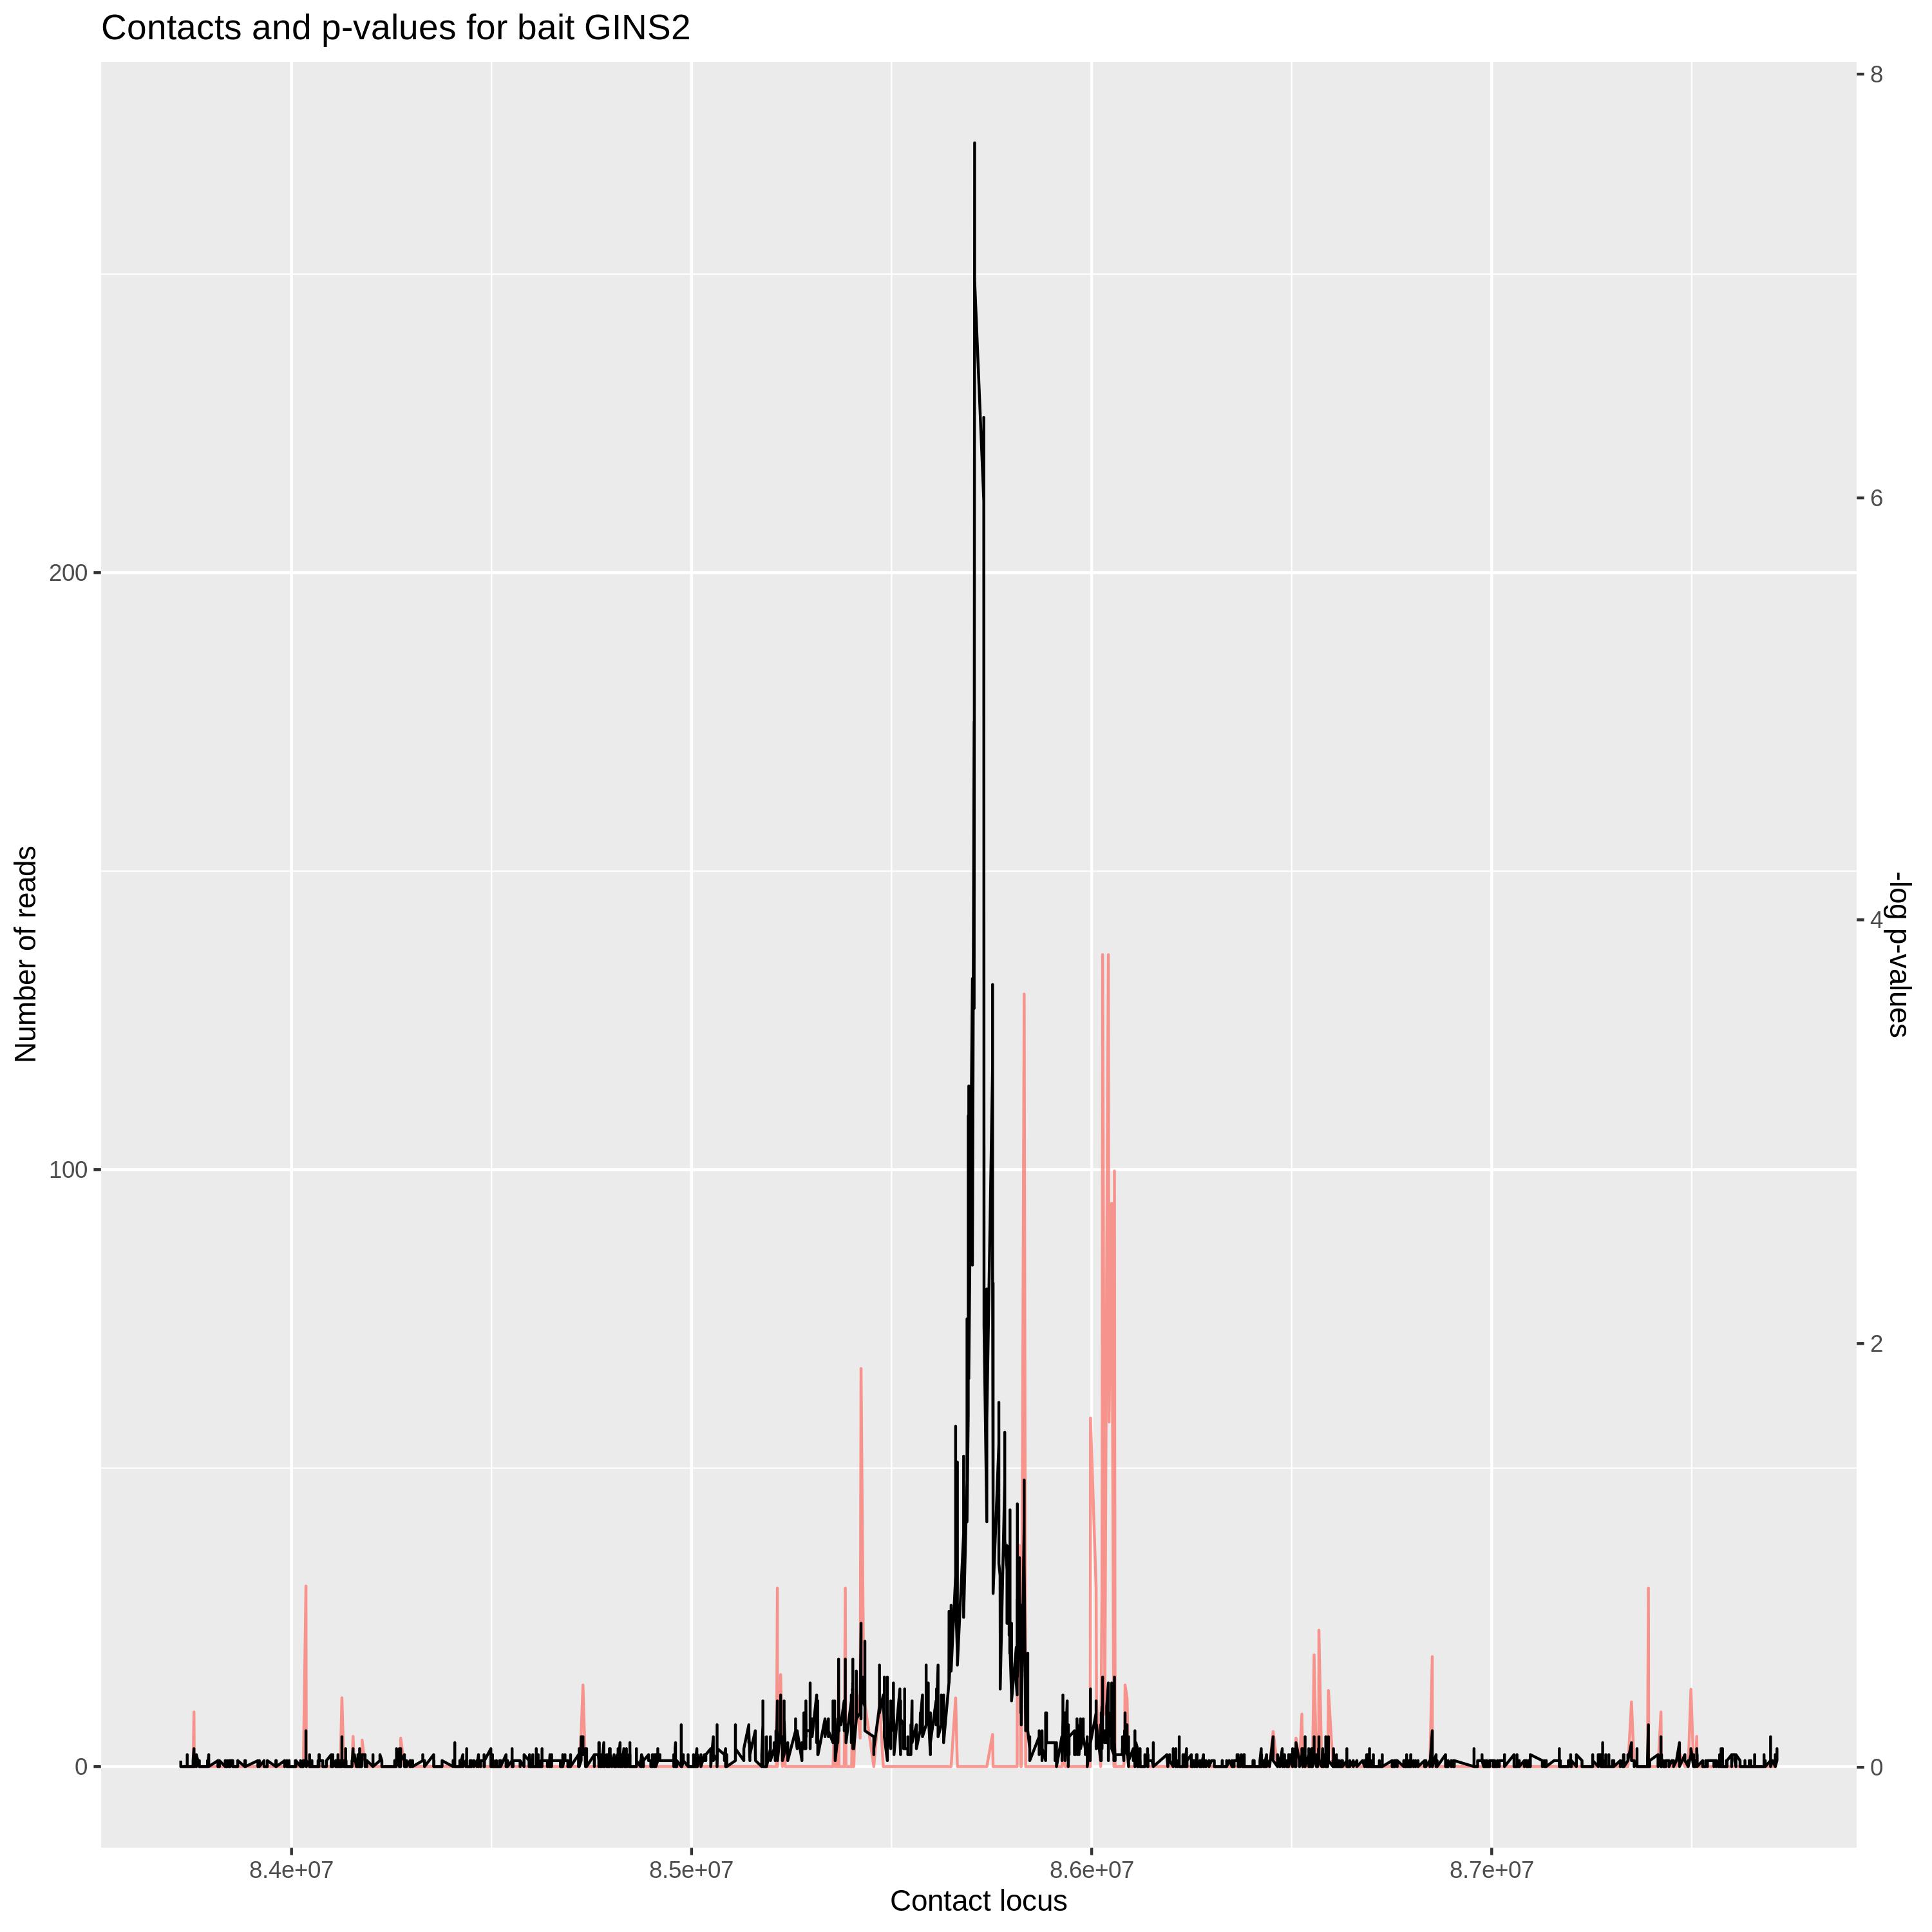 Contacts and p-values for bait GINS2
8
6
200
4
Number of reads
-log p-values
100
2
0
0
8.4e+07
8.5e+07
8.6e+07
8.7e+07
Contact locus